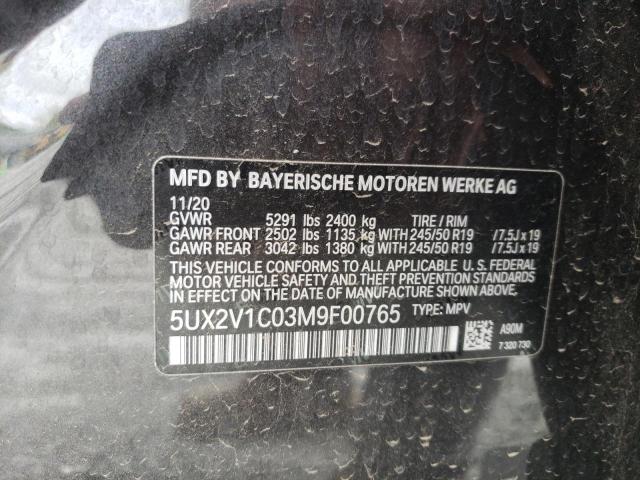 MFD BY BAYERISCHE MOTOREN WERKE AG
11/20
GVWR 5291 lbs 2400 kg TIRE / RIM
GAWR FRONT 2502 lbs 1135 kg WITH 245/50 R19 /7.5J x 19
GAWR REAR 3042 lbs 1380 kg WITH 245/50 R19 /7.5J x 19
THIS VEHICLE CONFORMS TO ALL APPLICABLE U. S. FEDERAL
MOTOR VEHICLE SAFETY AND THEFT PREVENTION
STANDARDS IN EFFECT ON THE DATE OF MANUFACTURE SHOWN ABOVE.
5UX2V1C03M9F00765 TYPE: MPV
A90M
7 320 730